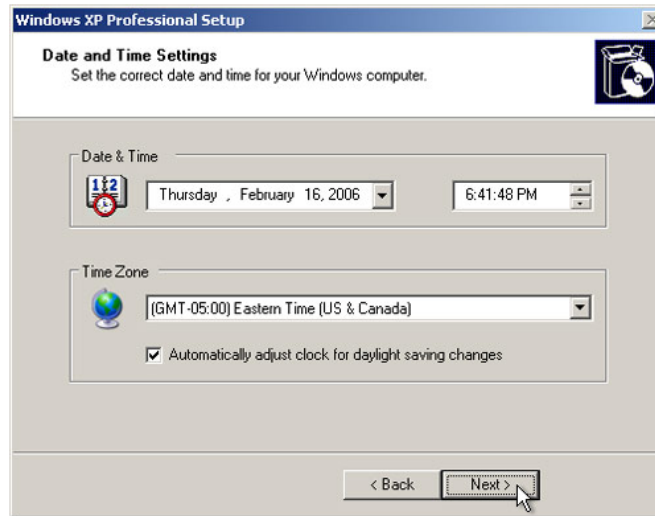 Windows XP Professional Setup
Date and Time Settings
Set the correct date and time for your Windows computer.
Date & Time
Thursday , February 16, 2006
6:41:48 PM
Time Zone
(GMT-05:00) Eastern Time (US & Canada)
Automatically adjust clock for daylight saving changes
< Back
Next >